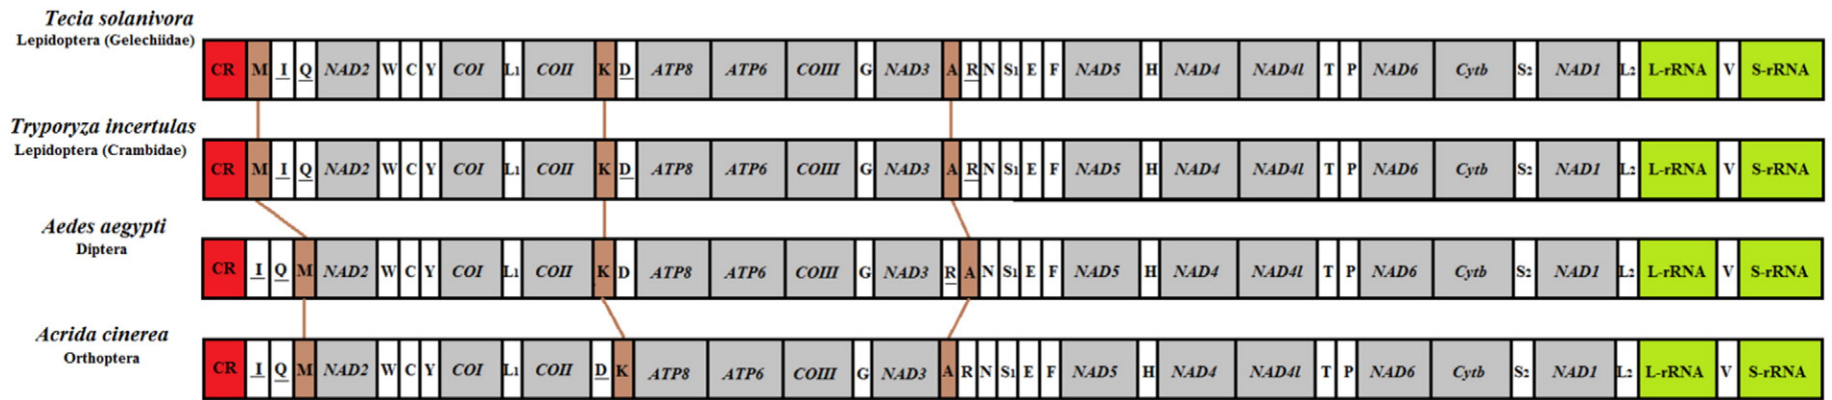 Tecia solanivora
Lepidoptera (Gelechiidae)
CR M I Q NAD2 W C Y COI L1 COII K D ATP8 ATP6 COIII G NAD3 A R N S1 E F NAD5 H NAD4 NAD4l T P NAD6 Cytb S2 NAD1 L2 L-rRNA V S-rRNA
Tryporyza incertulas
Lepidoptera (Crambidae)
CR M I Q NAD2 W C Y COI L1 COII K D ATP8 ATP6 COIII G NAD3 A R N S1 E F NAD5 H NAD4 NAD4l T P NAD6 Cytb S2 NAD1 L2 L-rRNA V S-rRNA
Aedes aegypti
Diptera
CR I Q M NAD2 W C Y COI L1 COII K D ATP8 ATP6 COIII G NAD3 R A N S1 E F NAD5 H NAD4 NAD4l T P NAD6 Cytb S2 NAD1 L2 L-rRNA V S-rRNA
Acrida cinerea
Orthoptera
CR I Q M NAD2 W C Y COI L1 COII D K ATP8 ATP6 COIII G NAD3 A R N S1 E F NAD5 H NAD4 NAD4l T P NAD6 Cytb S2 NAD1 L2 L-rRNA V S-rRNA